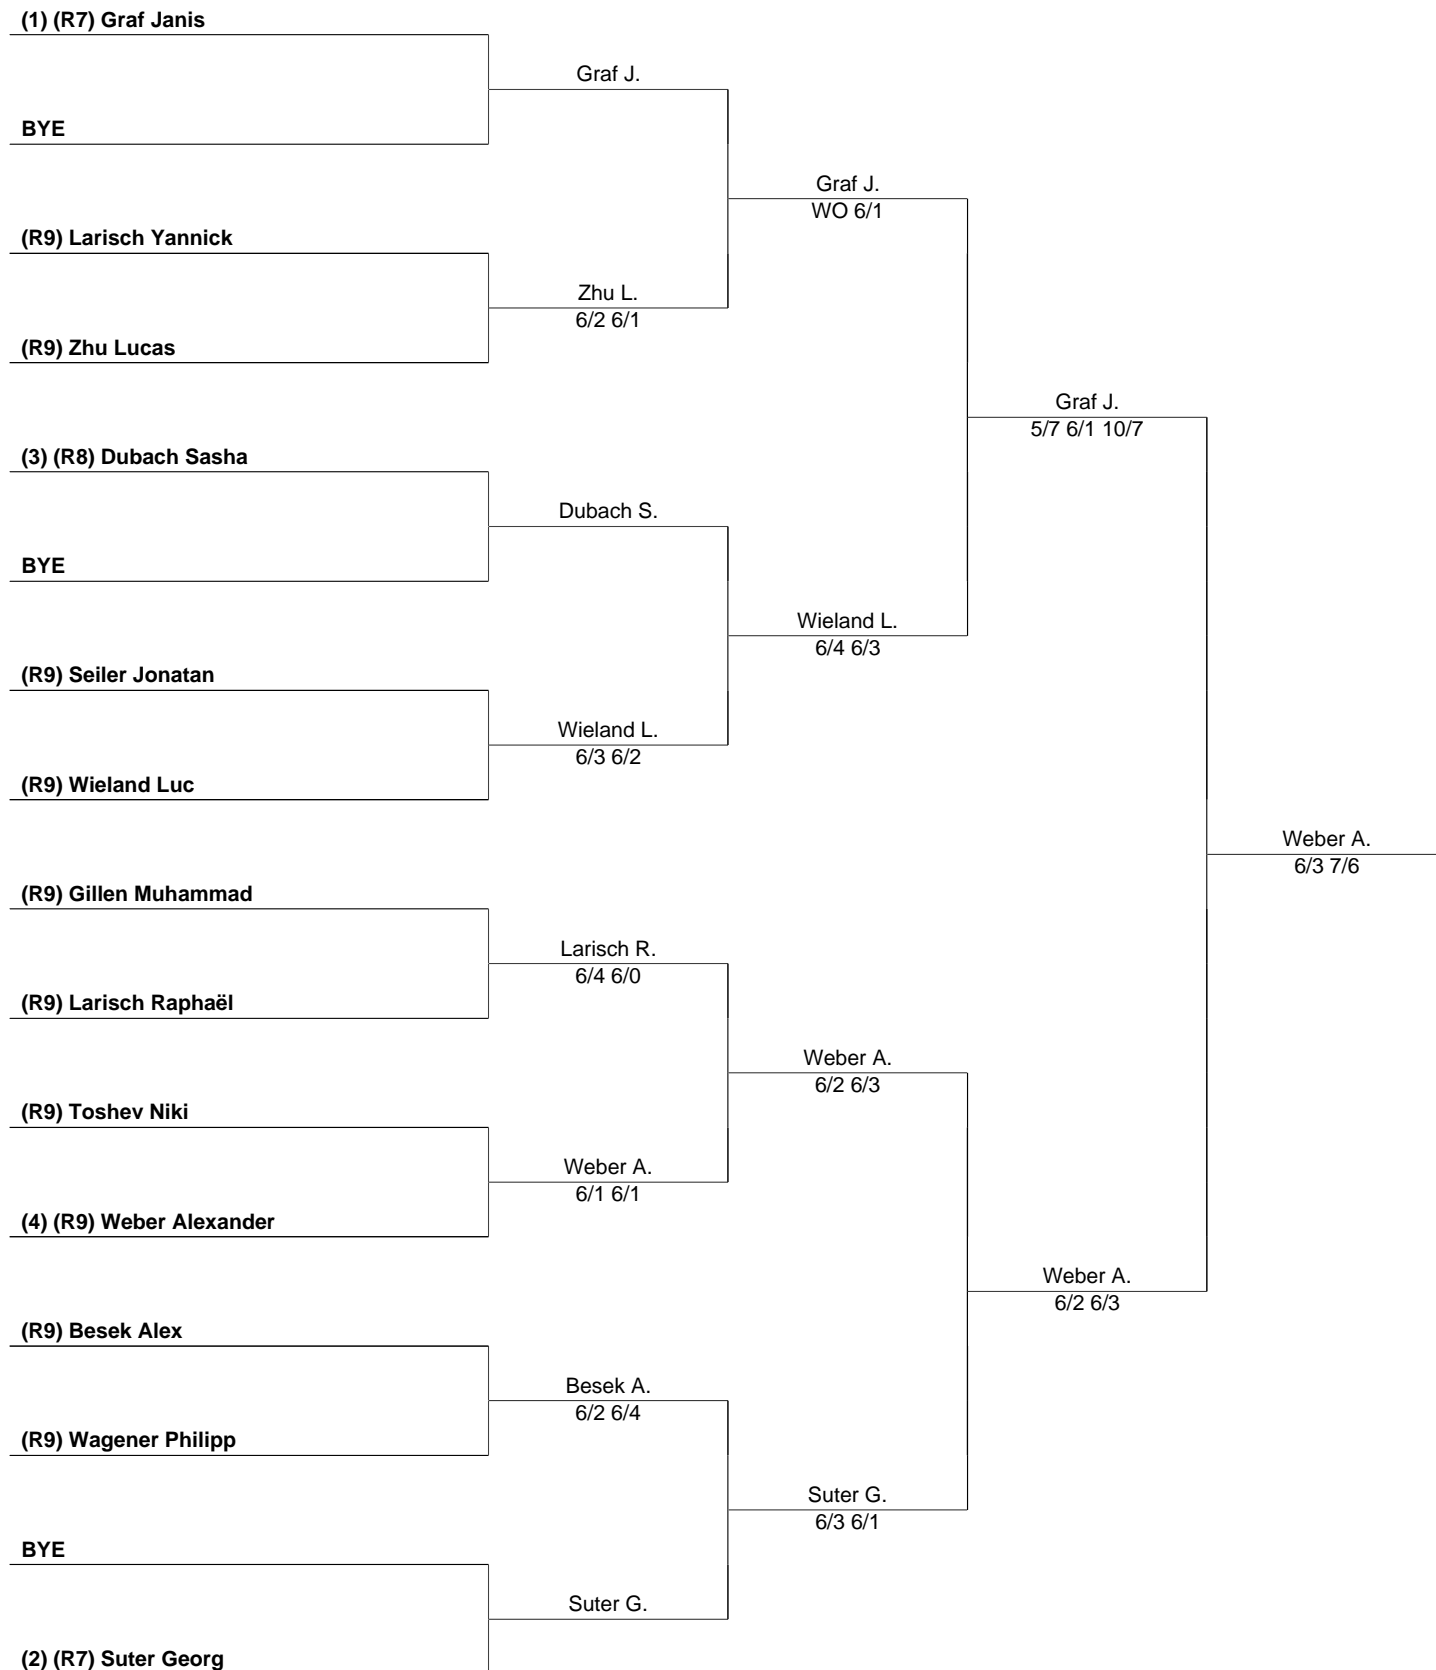 (1) (R7) Graf Janis
Graf J.
BYE
Graf J.
WO 6/1
(R9) Larisch Yannick
Zhu L.
6/2 6/1
(R9) Zhu Lucas
Graf J.
5/7 6/1 10/7
(3) (R8) Dubach Sasha
Dubach S.
BYE
Wieland L.
6/4 6/3
(R9) Seiler Jonatan
Wieland L.
6/3 6/2
(R9) Wieland Luc
Weber A.
6/3 7/6
(R9) Gillen Muhammad
Larisch R.
6/4 6/0
(R9) Larisch Raphaël
Weber A.
6/2 6/3
(R9) Toshev Niki
Weber A.
6/1 6/1
(4) (R9) Weber Alexander
Weber A.
6/2 6/3
(R9) Besek Alex
Besek A.
6/2 6/4
(R9) Wagener Philipp
Suter G.
6/3 6/1
BYE
Suter G.
(2) (R7) Suter Georg